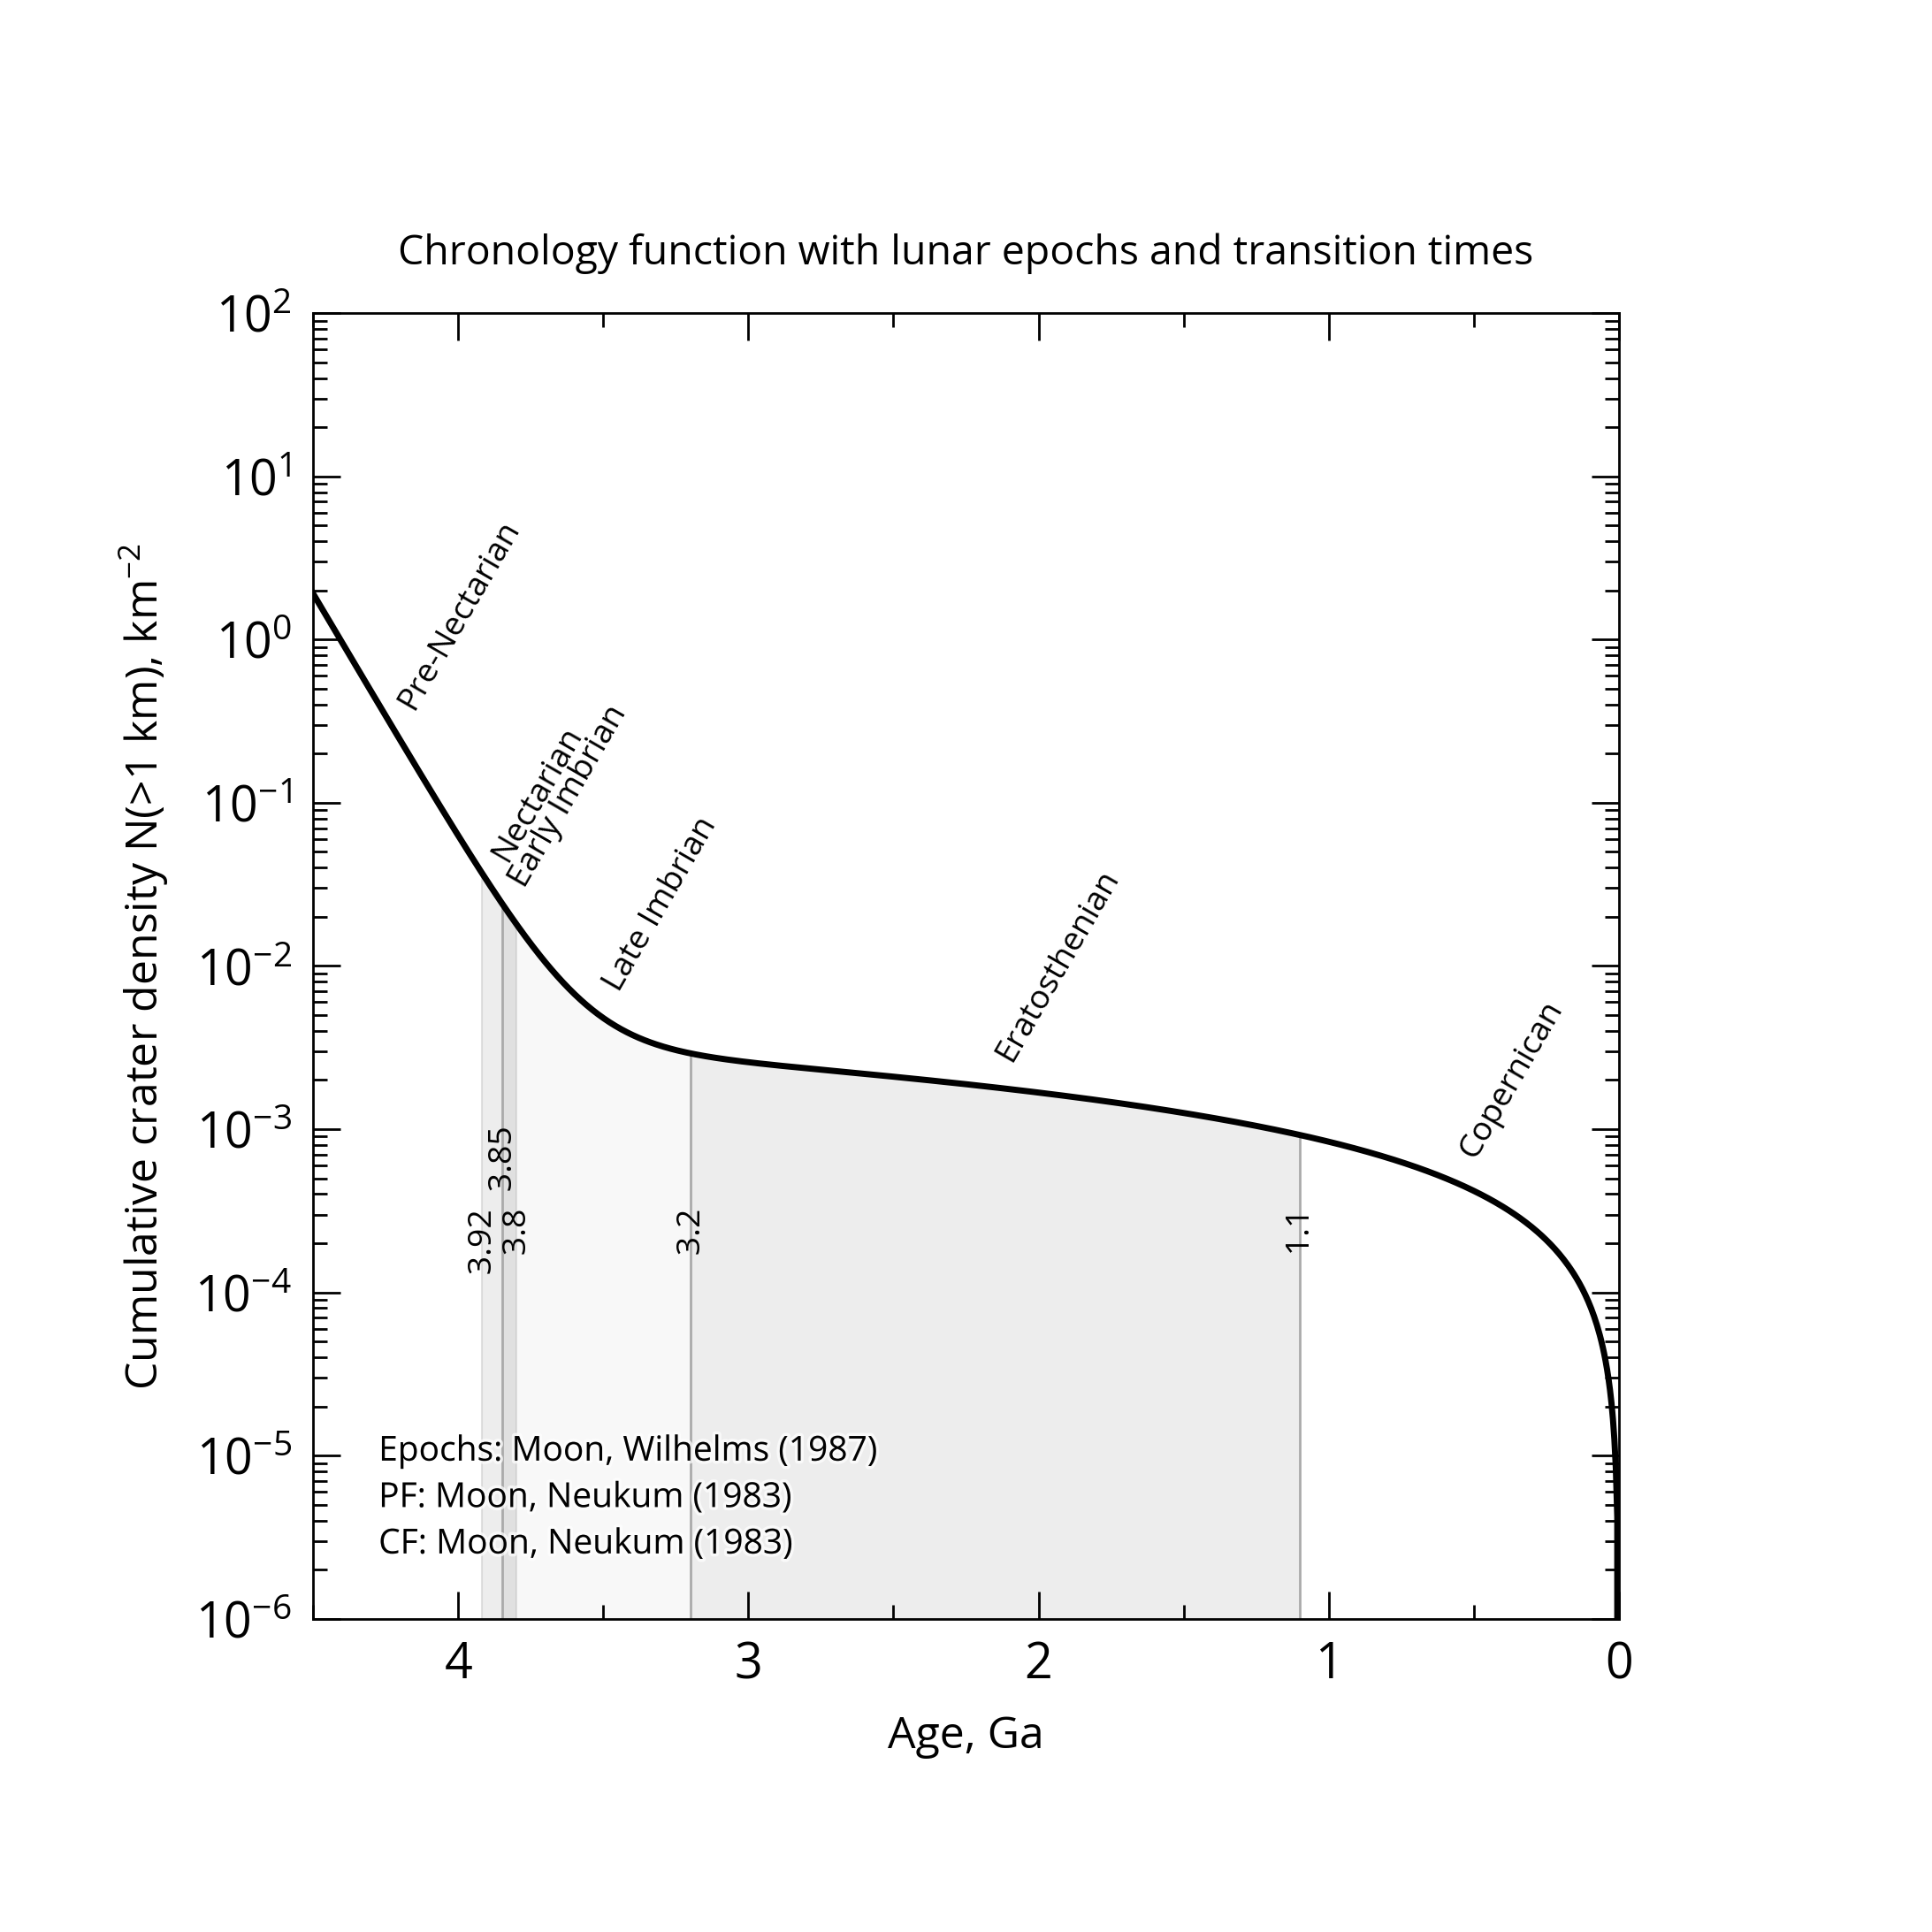 Chronology function with lunar epochs and transition times
Cumulative crater density N(>1 km), km⁻²
10²
10¹
10⁰
10⁻¹
10⁻²
10⁻³
10⁻⁴
10⁻⁵
10⁻⁶
Pre-Nectarian
Nectarian
Early Imbrian
Late Imbrian
Eratosthenian
Copernican
3.92
3.85
3.8
3.2
1.1
Epochs: Moon, Wilhelms (1987)
PF: Moon, Neukum (1983)
CF: Moon, Neukum (1983)
4 3 2 1 0
Age, Ga